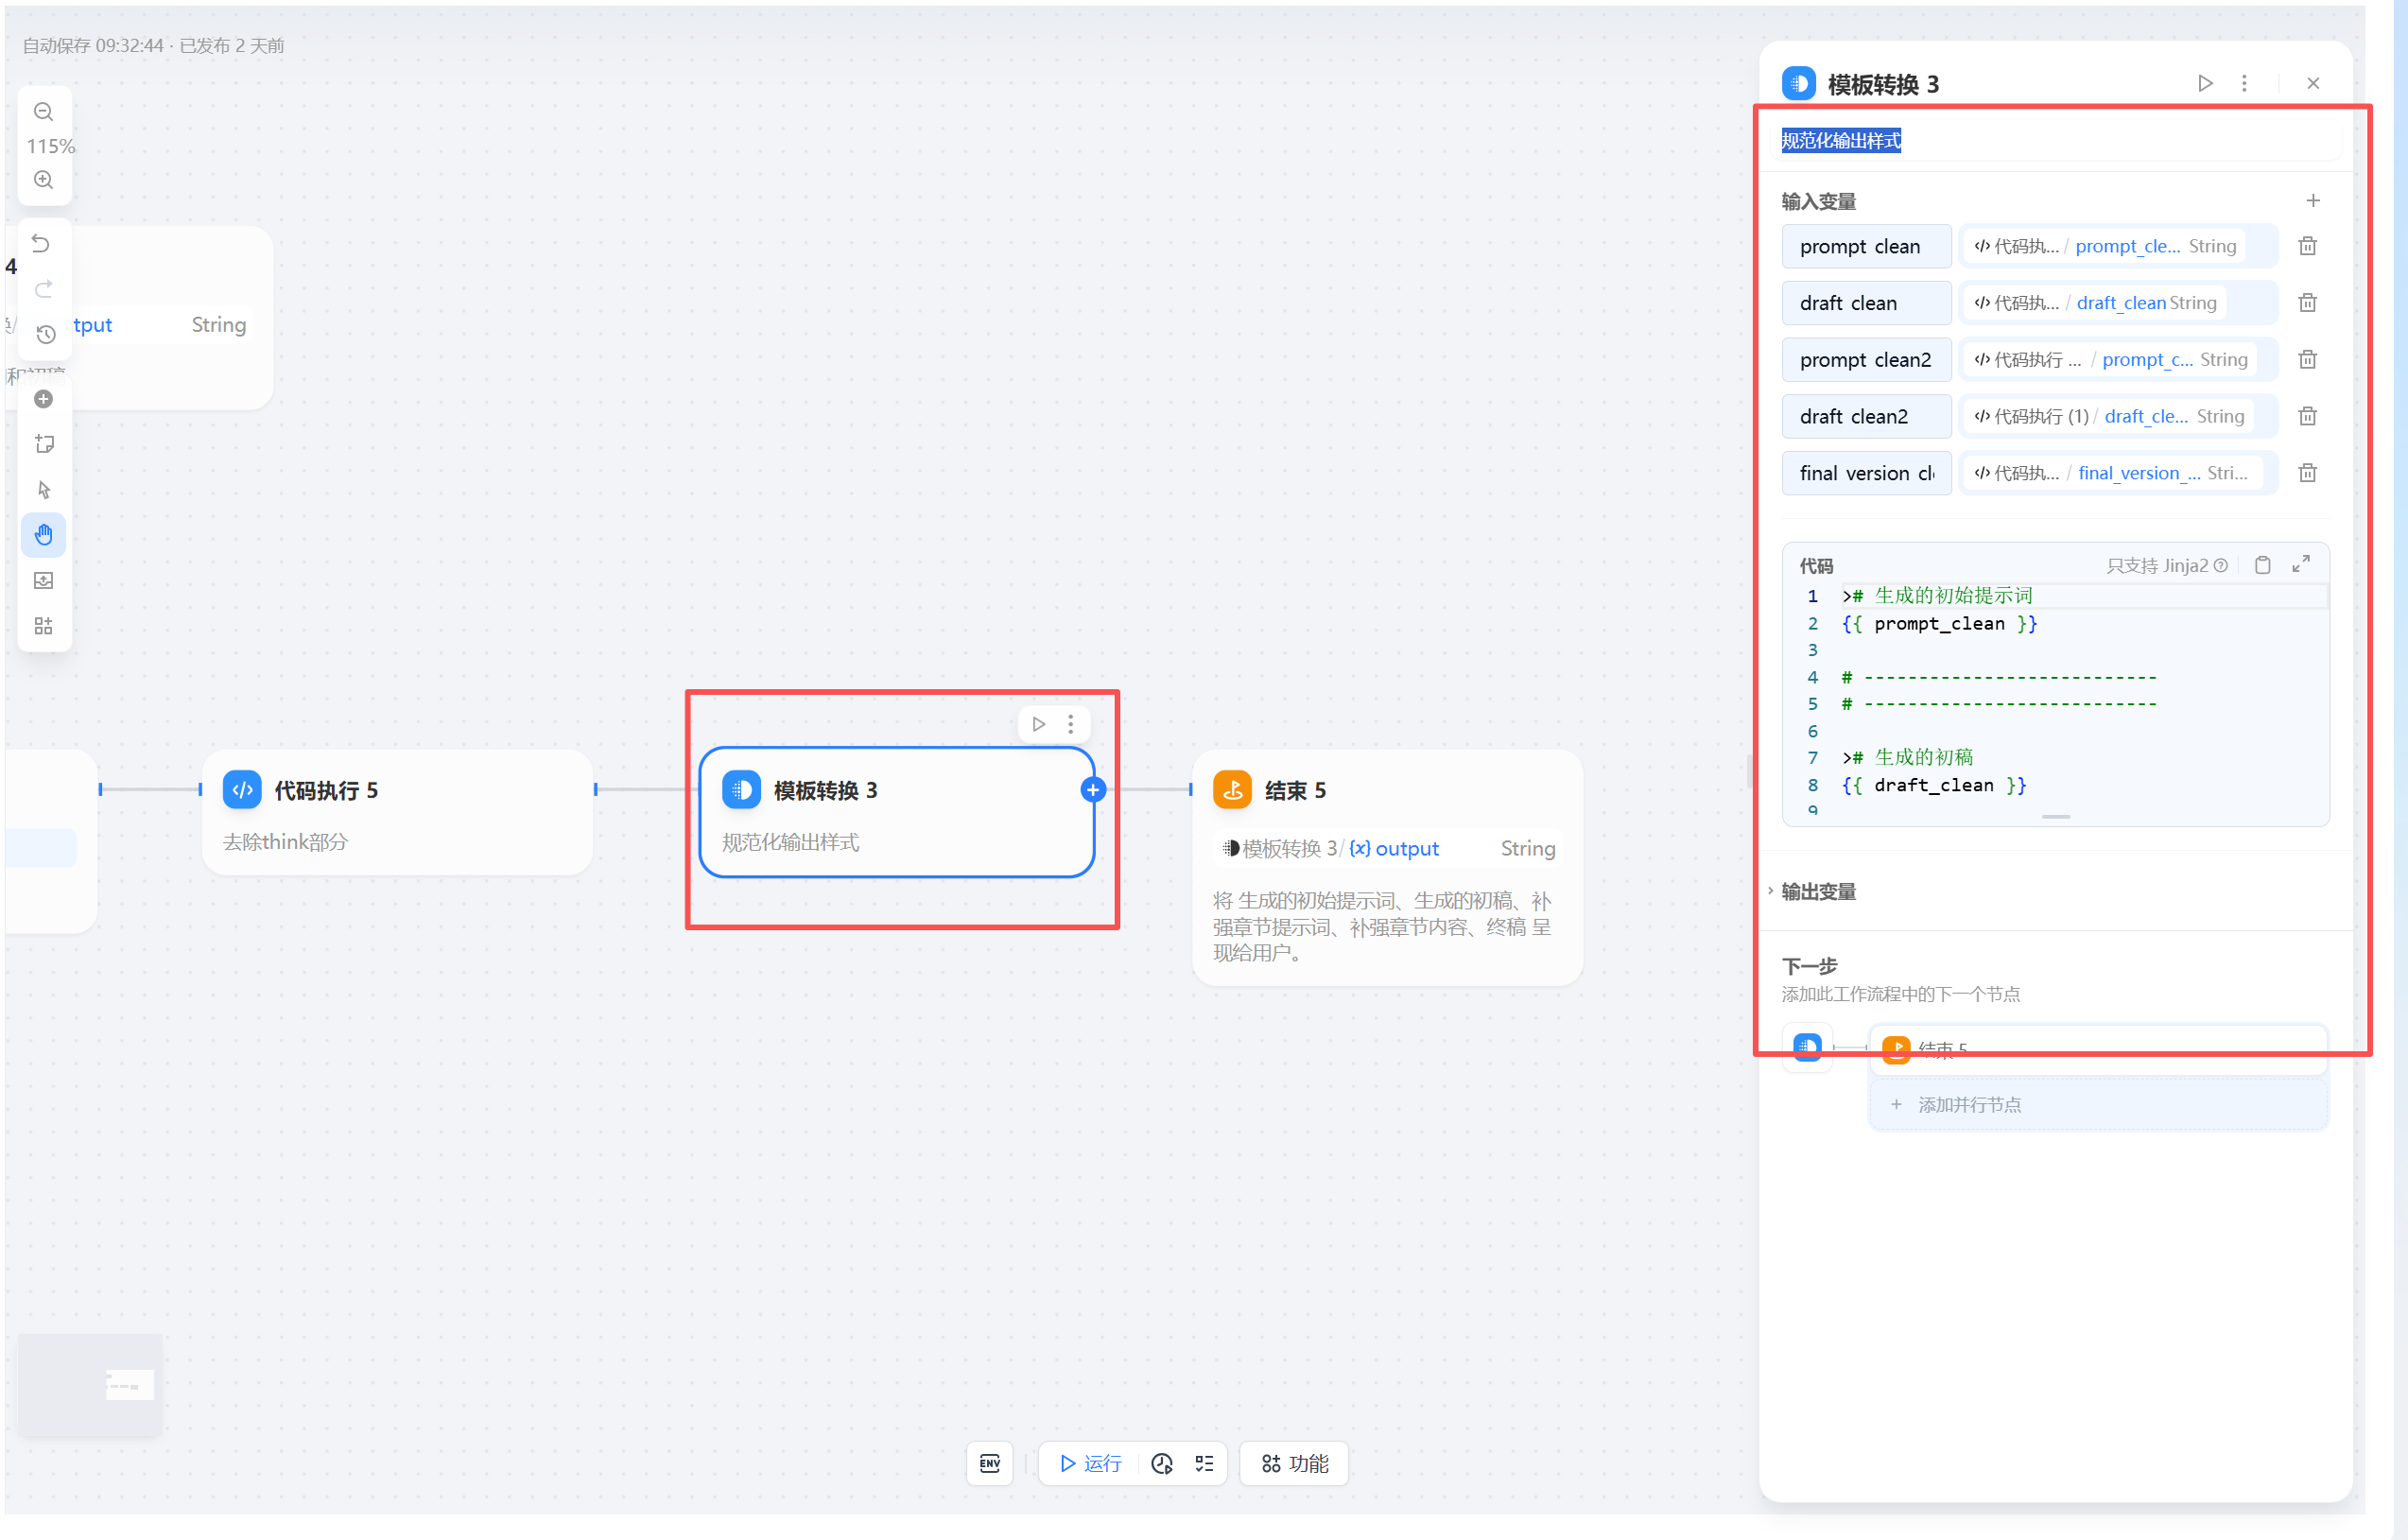 自动保存 09:32:44 · 已发布 2 天前
115%
4
tput String
代码执行 5
去除think部分
模板转换 3
规范化输出样式
结束 5
模板转换 3/{x} output String
将 生成的初始提示词、生成的初稿、补
强章节提示词、补强章节内容、终稿 呈
现给用户。
ENV
运行
功能
模板转换 3
规范化输出样式
输入变量
prompt clean 代码执.../ prompt_cle... String
draft clean 代码执.../ draft_clean String
prompt clean2 代码执行 ... / prompt_c... String
draft clean2 代码执行 (1)/ draft_cle... String
final version cl 代码执.../ final_version_... Stri...
代码 只支持 Jinja2
1 ># 生成的初始提示词
2 {{ prompt_clean }}
3
4 # ---------------------------
5 # ---------------------------
6
7 ># 生成的初稿
8 {{ draft_clean }}
9
输出变量
下一步
添加此工作流程中的下一个节点
结束 5
+ 添加并行节点